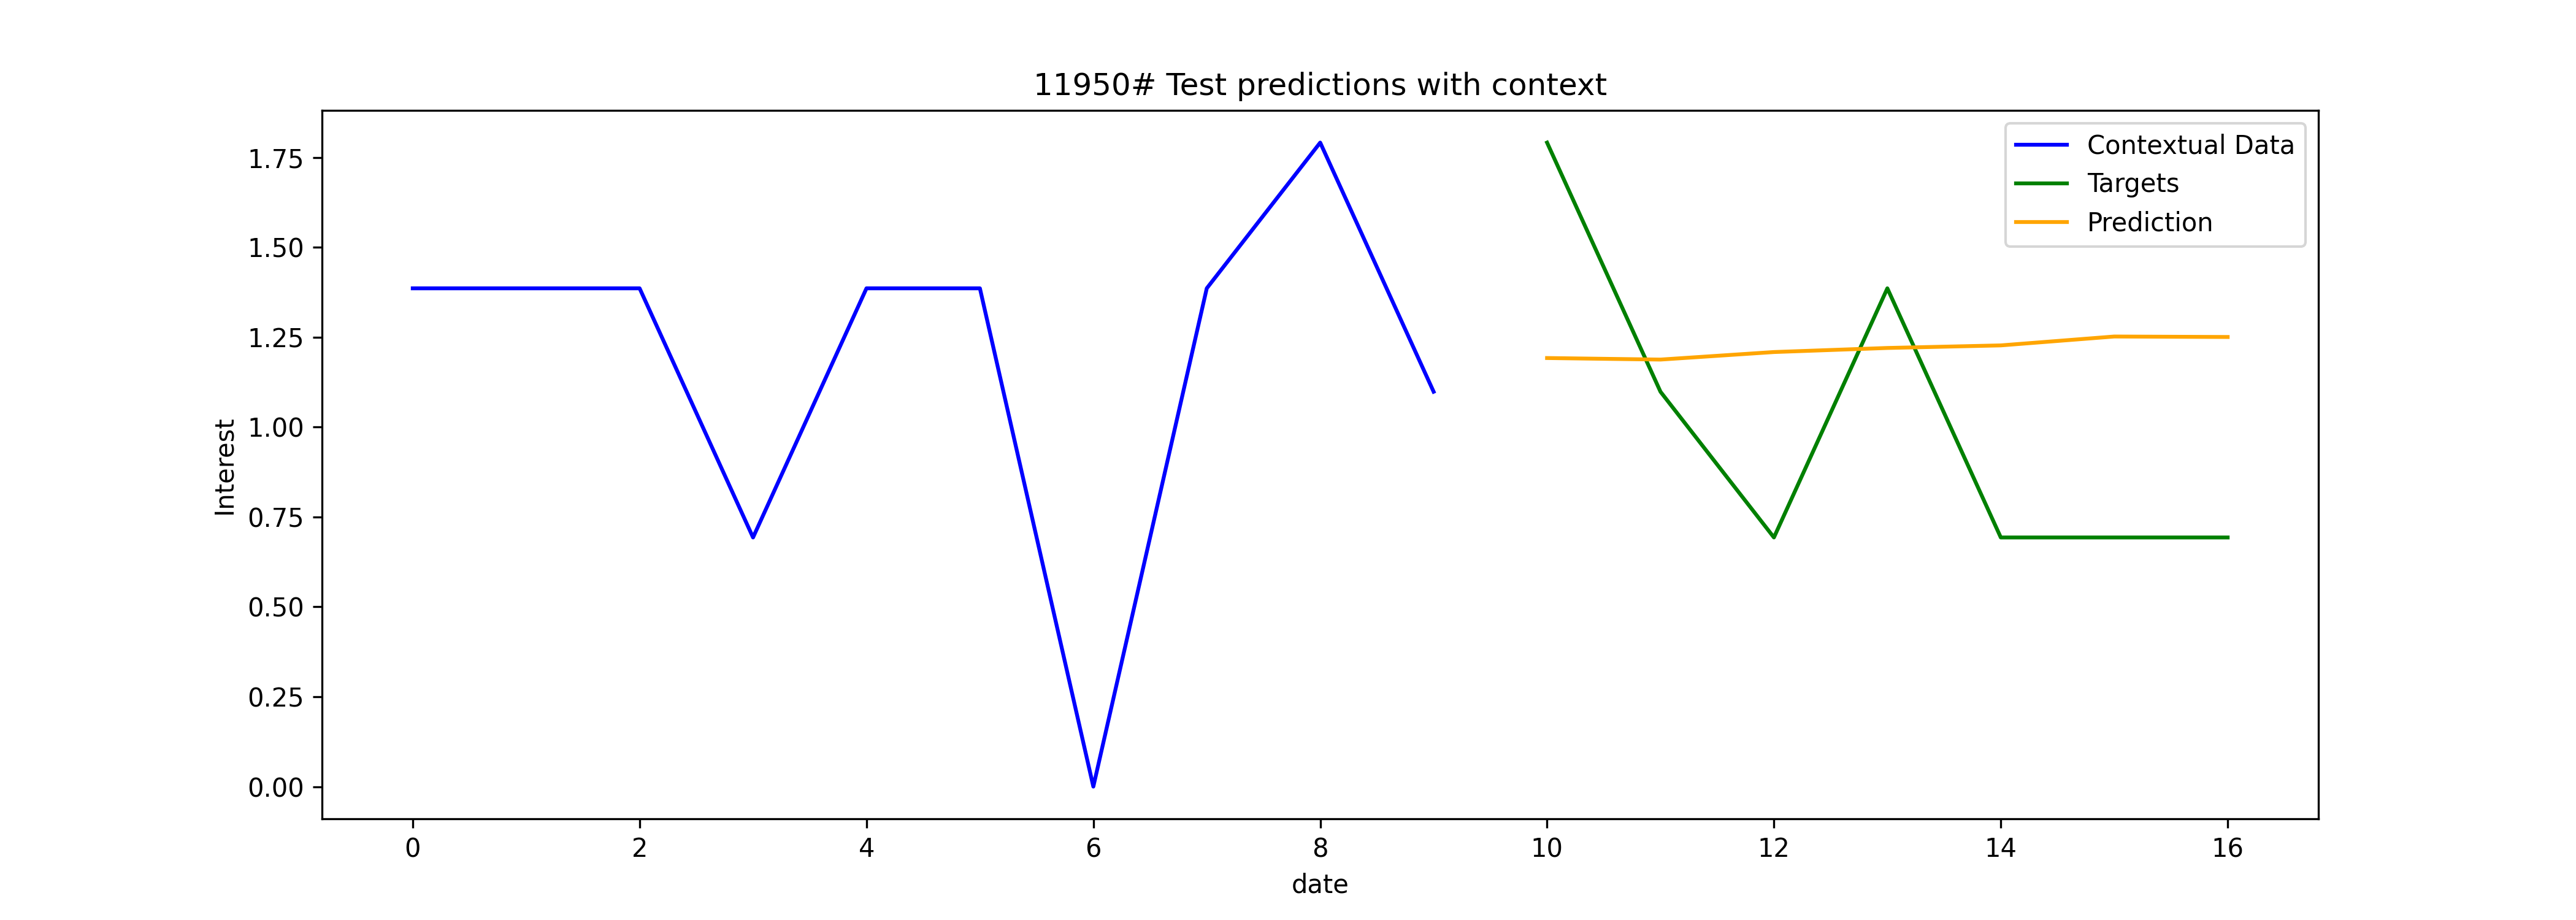 11950# Test predictions with context
Contextual Data
Targets
Prediction
1.75
1.50
1.25
1.00
0.75
0.50
0.25
0.00
Interest
0 2 4 6 8 10 12 14 16
date